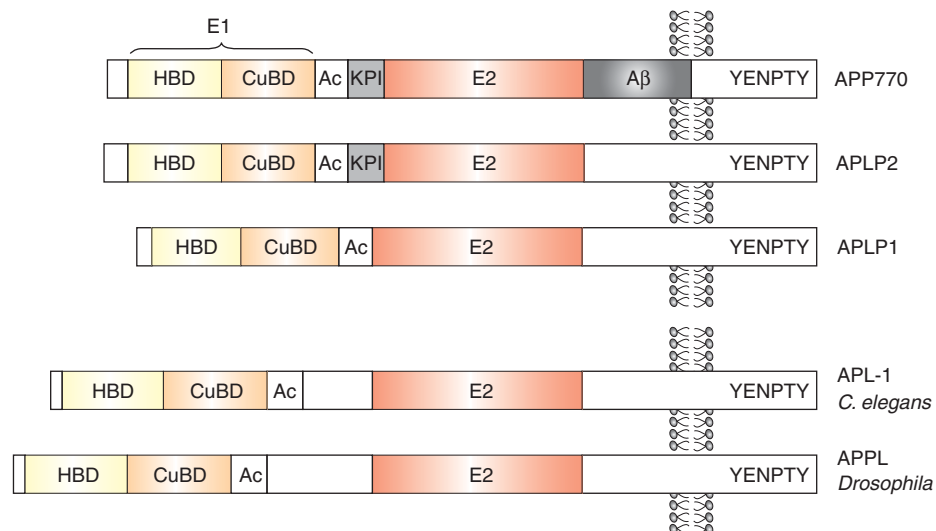 E1
HBD CuBD Ac KPI E2 Aβ YENPTY APP770
HBD CuBD Ac KPI E2 YENPTY APLP2
HBD CuBD Ac E2 YENPTY APLP1
HBD CuBD Ac E2 YENPTY APL-1
C. elegans
HBD CuBD Ac E2 YENPTY APPL
Drosophila